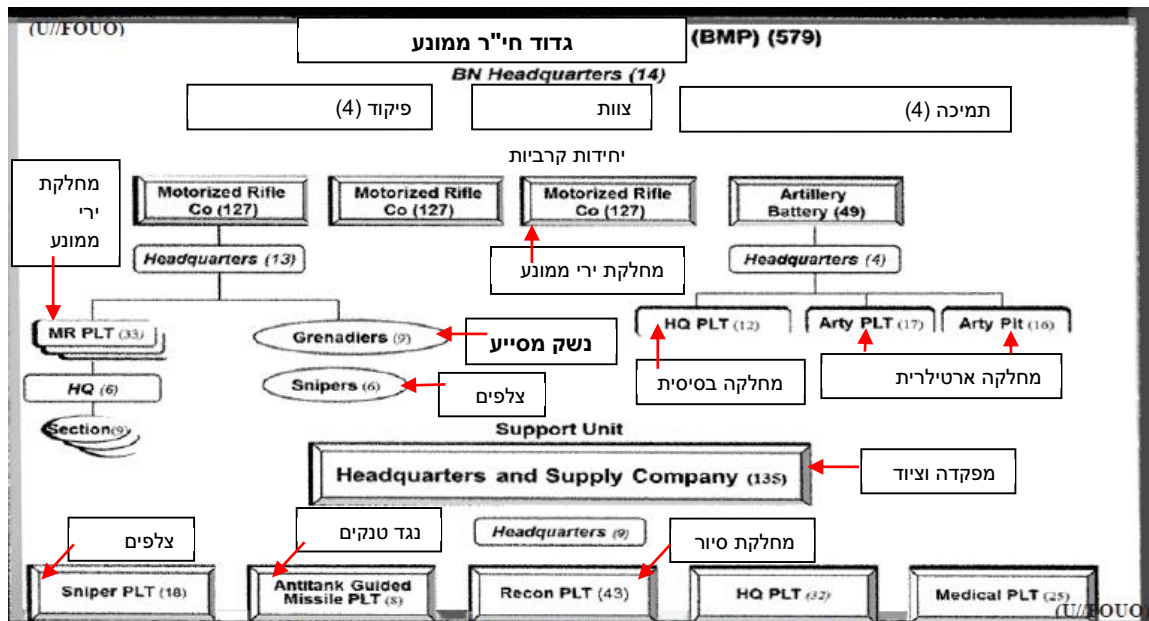 (U//FOUO)
גדוד חי"ר ממונע
(BMP) (579)
BN Headquarters (14)
פיקוד (4)
צוות
תמיכה (4)
יחידות קרביות
מחלקת
ירי
ממונע
Motorized Rifle
Co (127)
Motorized Rifle
Co (127)
Motorized Rifle
Co (127)
Artillery
Battery (49)
Headquarters (13)
מחלקת ירי ממונע
Headquarters (4)
MR PLT (33)
Grenadiers (9)
נשק מסייע
HQ PLT (12)
Arty PLT (17)
Arty Plt (16)
HQ (6)
Snipers (6)
צלפים
מחלקה בסיסית
מחלקה ארטילרית
Section(9)
Support Unit
Headquarters and Supply Company (135)
מפקדה וציוד
צלפים
נגד טנקים
Headquarters (9)
מחלקת סיור
Sniper PLT (18)
Antitank Guided
Missile PLT (8)
Recon PLT (43)
HQ PLT (32)
Medical PLT (25)
(U//FOUO)